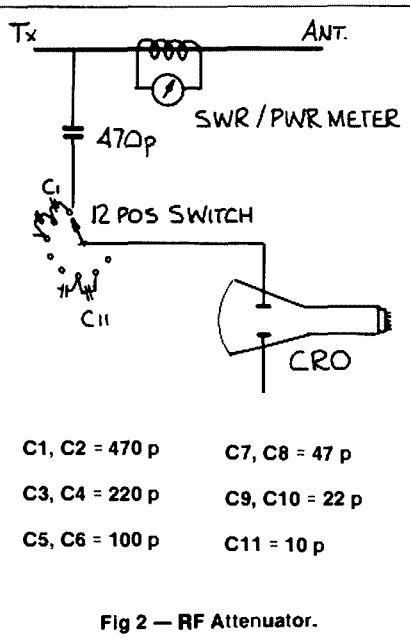 Tx
ANT.
SWR/PWR METER
470p
C1
12 POS SWITCH
C11
CRO
C1, C2 = 470 p
C7, C8 = 47 p
C3, C4 = 220 p
C9, C10 = 22 p
C5, C6 = 100 p
C11 = 10 p
Fig 2 — RF Attenuator.